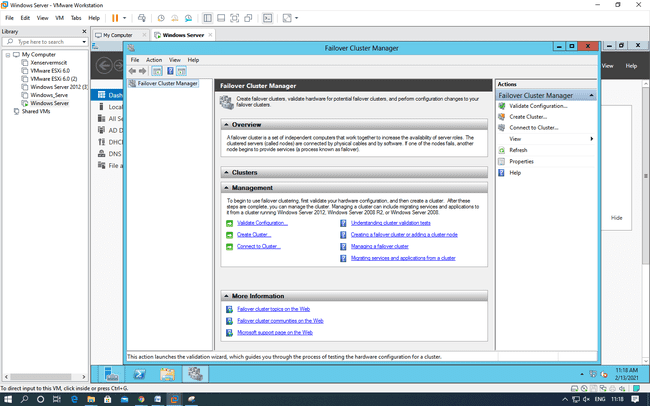 Windows Server - VMware Workstation
File Edit View VM Tabs Help
Library
Type here to search
My Computer
Xenservermscit
VMware ESXi 6.0
VMware ESXi 6.0 (2)
Windows Server 2012 (3)
Windows_Serve
Windows Server
Shared VMs
My Computer
Windows Server
View Help
Dash
Local
All Se
AD D
DHC
DNS
File a
Hide
Failover Cluster Manager
File Action View Help
Failover Cluster Manager
Failover Cluster Manager
Create failover clusters, validate hardware for potential failover clusters, and perform configuration changes to your
failover clusters.
Overview
A failover cluster is a set of independent computers that work together to increase the availability of server roles. The
clustered servers (called nodes) are connected by physical cables and by software. If one of the nodes fails, another
node begins to provide services (a process known as failover).
Clusters
Management
To begin to use failover clustering, first validate your hardware configuration, and then create a cluster. After these
steps are complete, you can manage the cluster. Managing a cluster can include migrating services and applications to
it from a cluster running Windows Server 2012, Windows Server 2008 R2, or Windows Server 2008.
Validate Configuration...
Understanding cluster validation tests
Create Cluster...
Creating a failover cluster or adding a cluster node
Connect to Cluster...
Managing a failover cluster
Migrating services and applications from a cluster
More Information
Failover cluster topics on the Web
Failover cluster communities on the Web
Microsoft support page on the Web
Actions
Failover Cluster Manager
Validate Configuration...
Create Cluster...
Connect to Cluster...
View
Refresh
Properties
Help
This action launches the validation wizard, which guides you through the process of testing the hardware configuration for a cluster.
11:18 AM
2/13/2021
To direct input to this VM, click inside or press Ctrl+G.
ENG 11:18